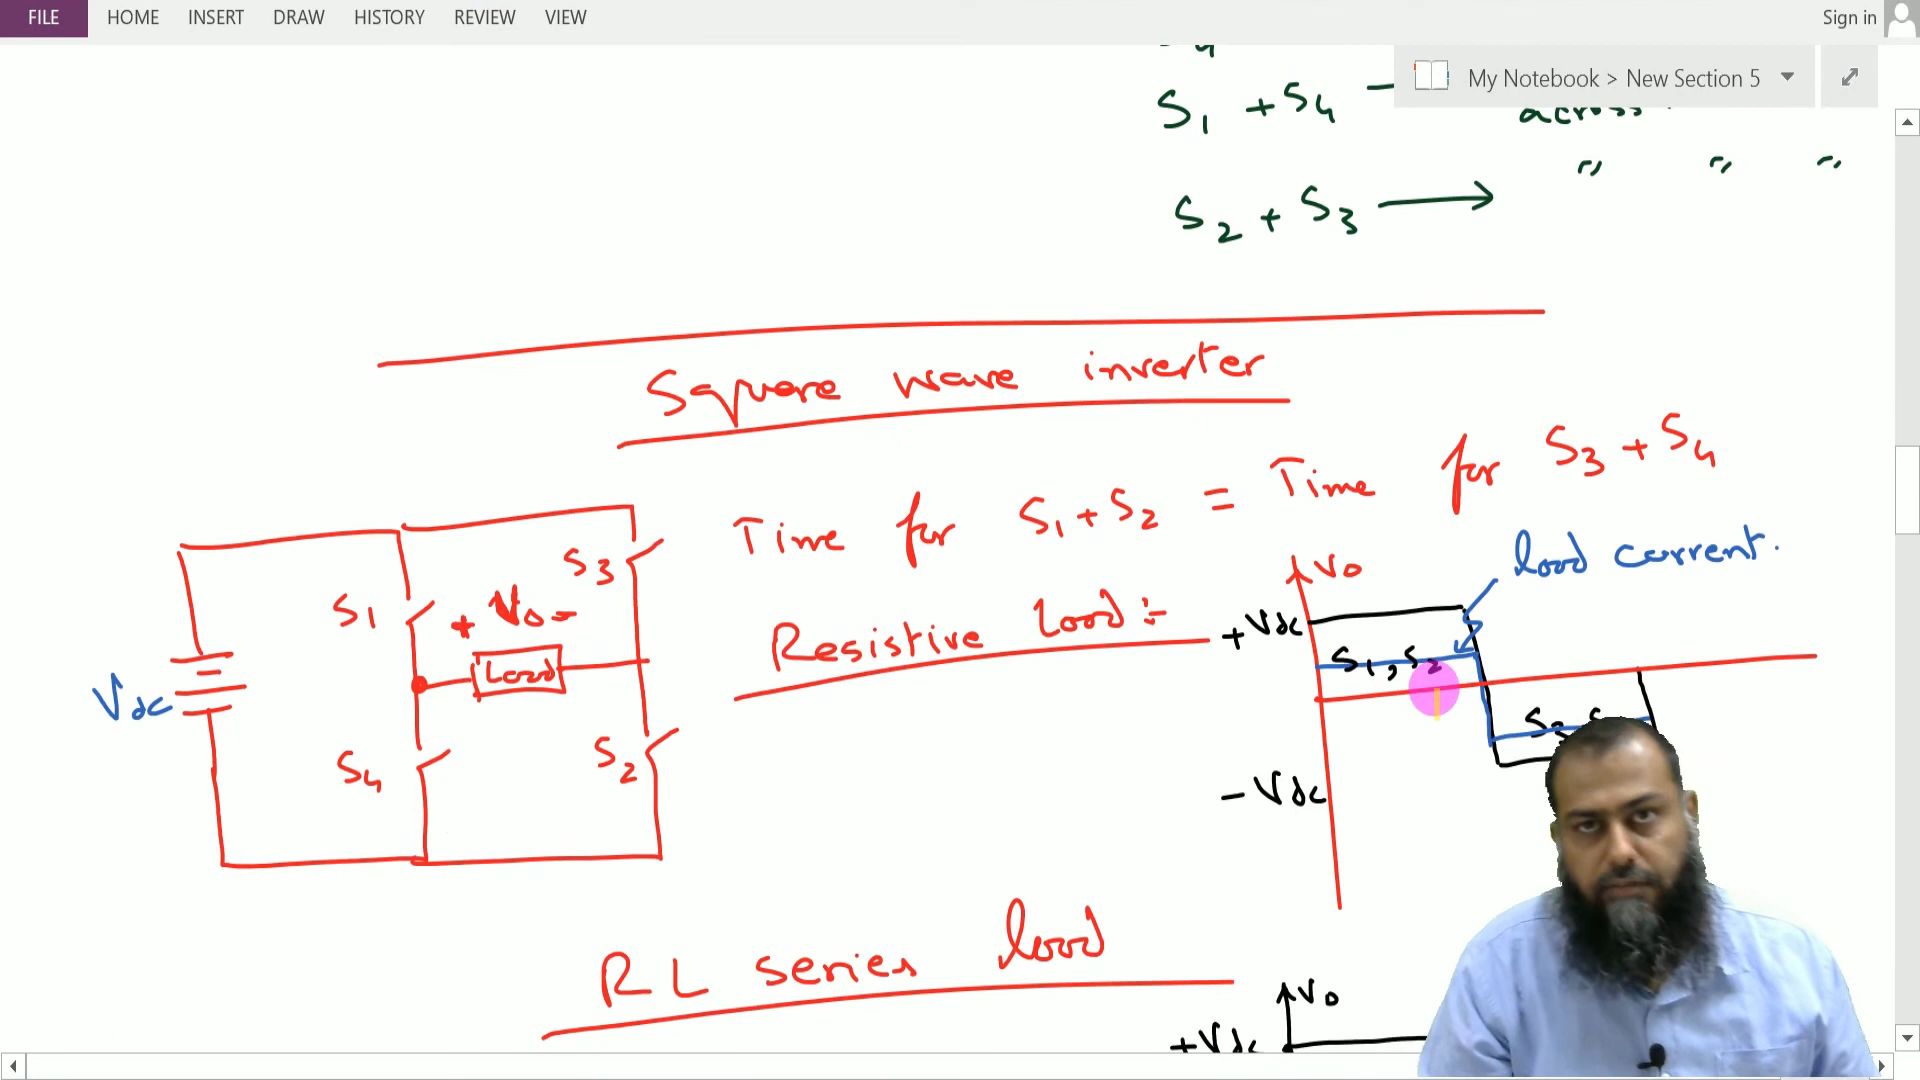 FILE HOME INSERT DRAW HISTORY REVIEW VIEW Sign in
My Notebook > New Section 5
S1 + S4 across
S2 + S3 → " " "
Square wave inverter
Time for S1 + S2 = Time for S3 + S4
load current.
Resistive load :-
Vo
+Vdc
S1, S2
S3
-Vdc
Vdc
S1
S3
+ Vo -
Load
S4
S2
RL series load
Vo
+Vdc